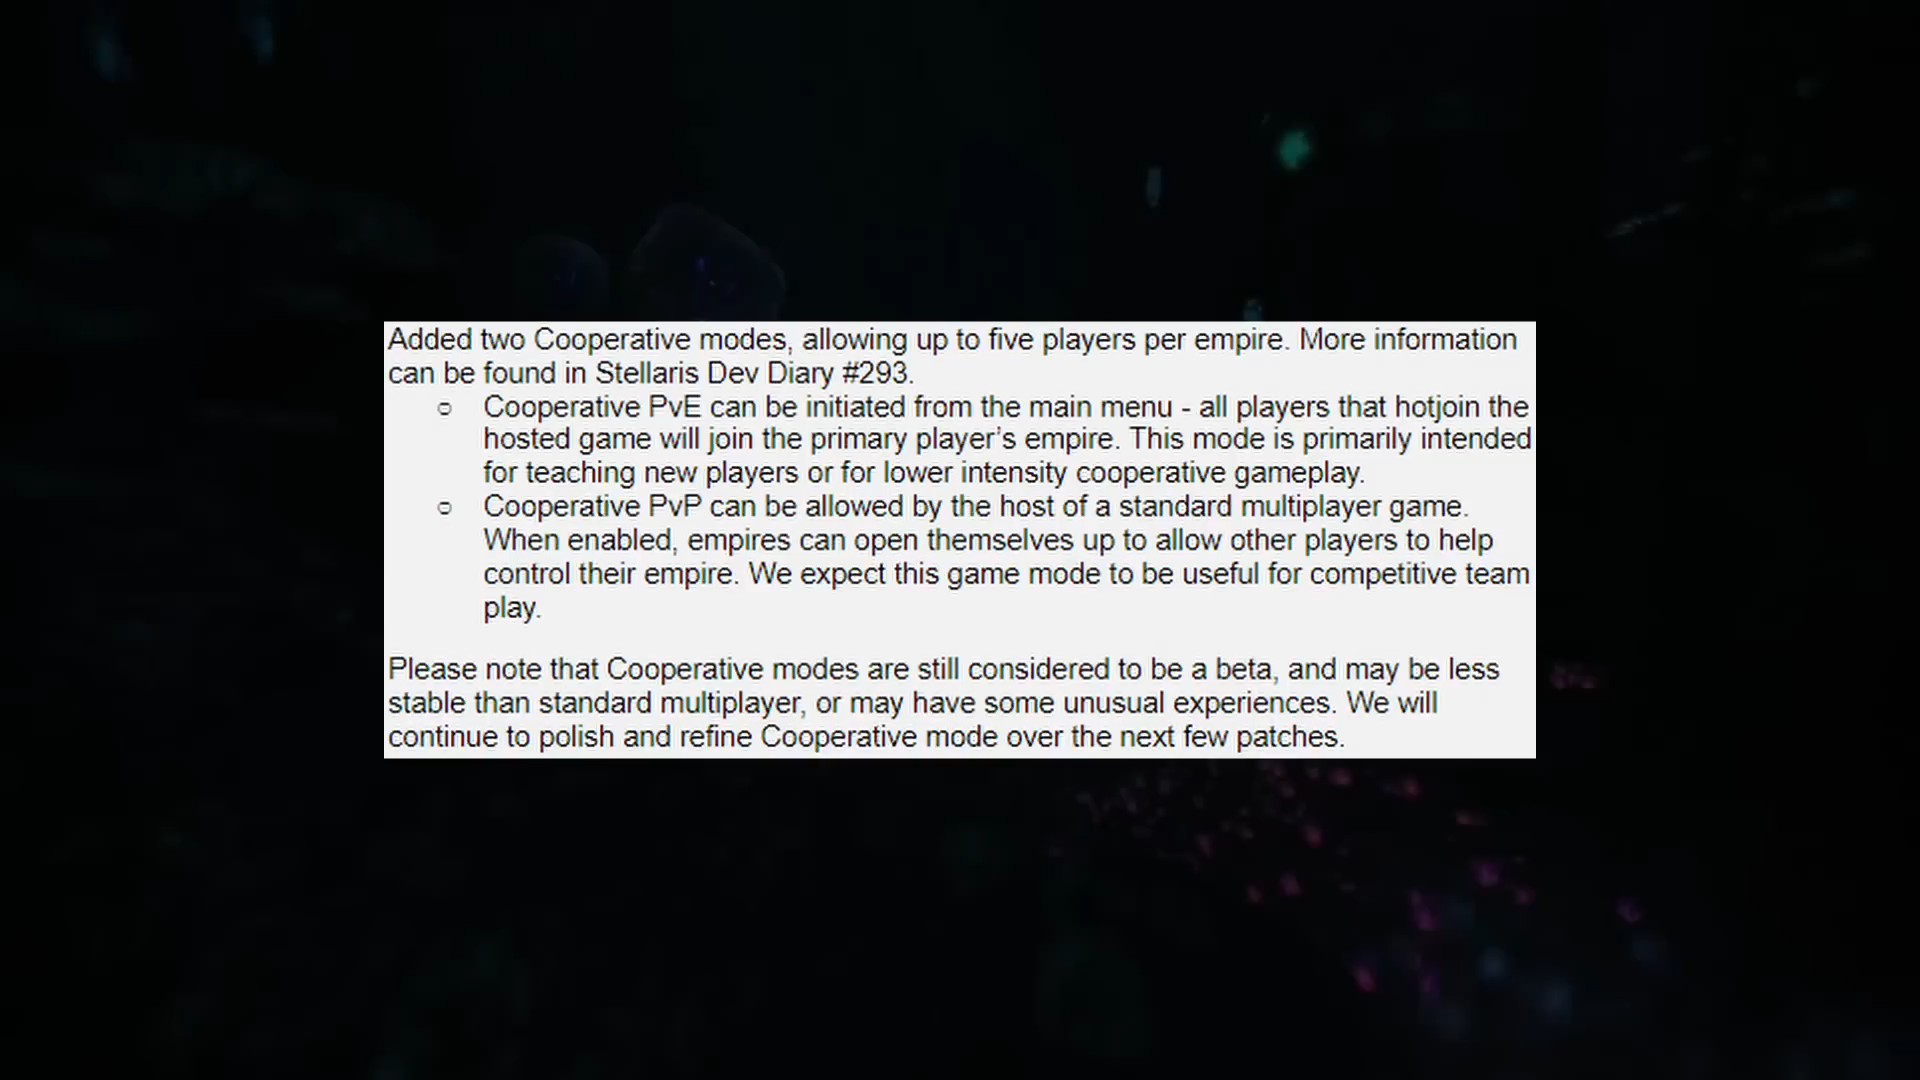 Added two Cooperative modes, allowing up to five players per empire. More information
can be found in Stellaris Dev Diary #293.
○ Cooperative PvE can be initiated from the main menu - all players that hotjoin the
hosted game will join the primary player’s empire. This mode is primarily intended
for teaching new players or for lower intensity cooperative gameplay.
○ Cooperative PvP can be allowed by the host of a standard multiplayer game.
When enabled, empires can open themselves up to allow other players to help
control their empire. We expect this game mode to be useful for competitive team
play.
Please note that Cooperative modes are still considered to be a beta, and may be less
stable than standard multiplayer, or may have some unusual experiences. We will
continue to polish and refine Cooperative mode over the next few patches.